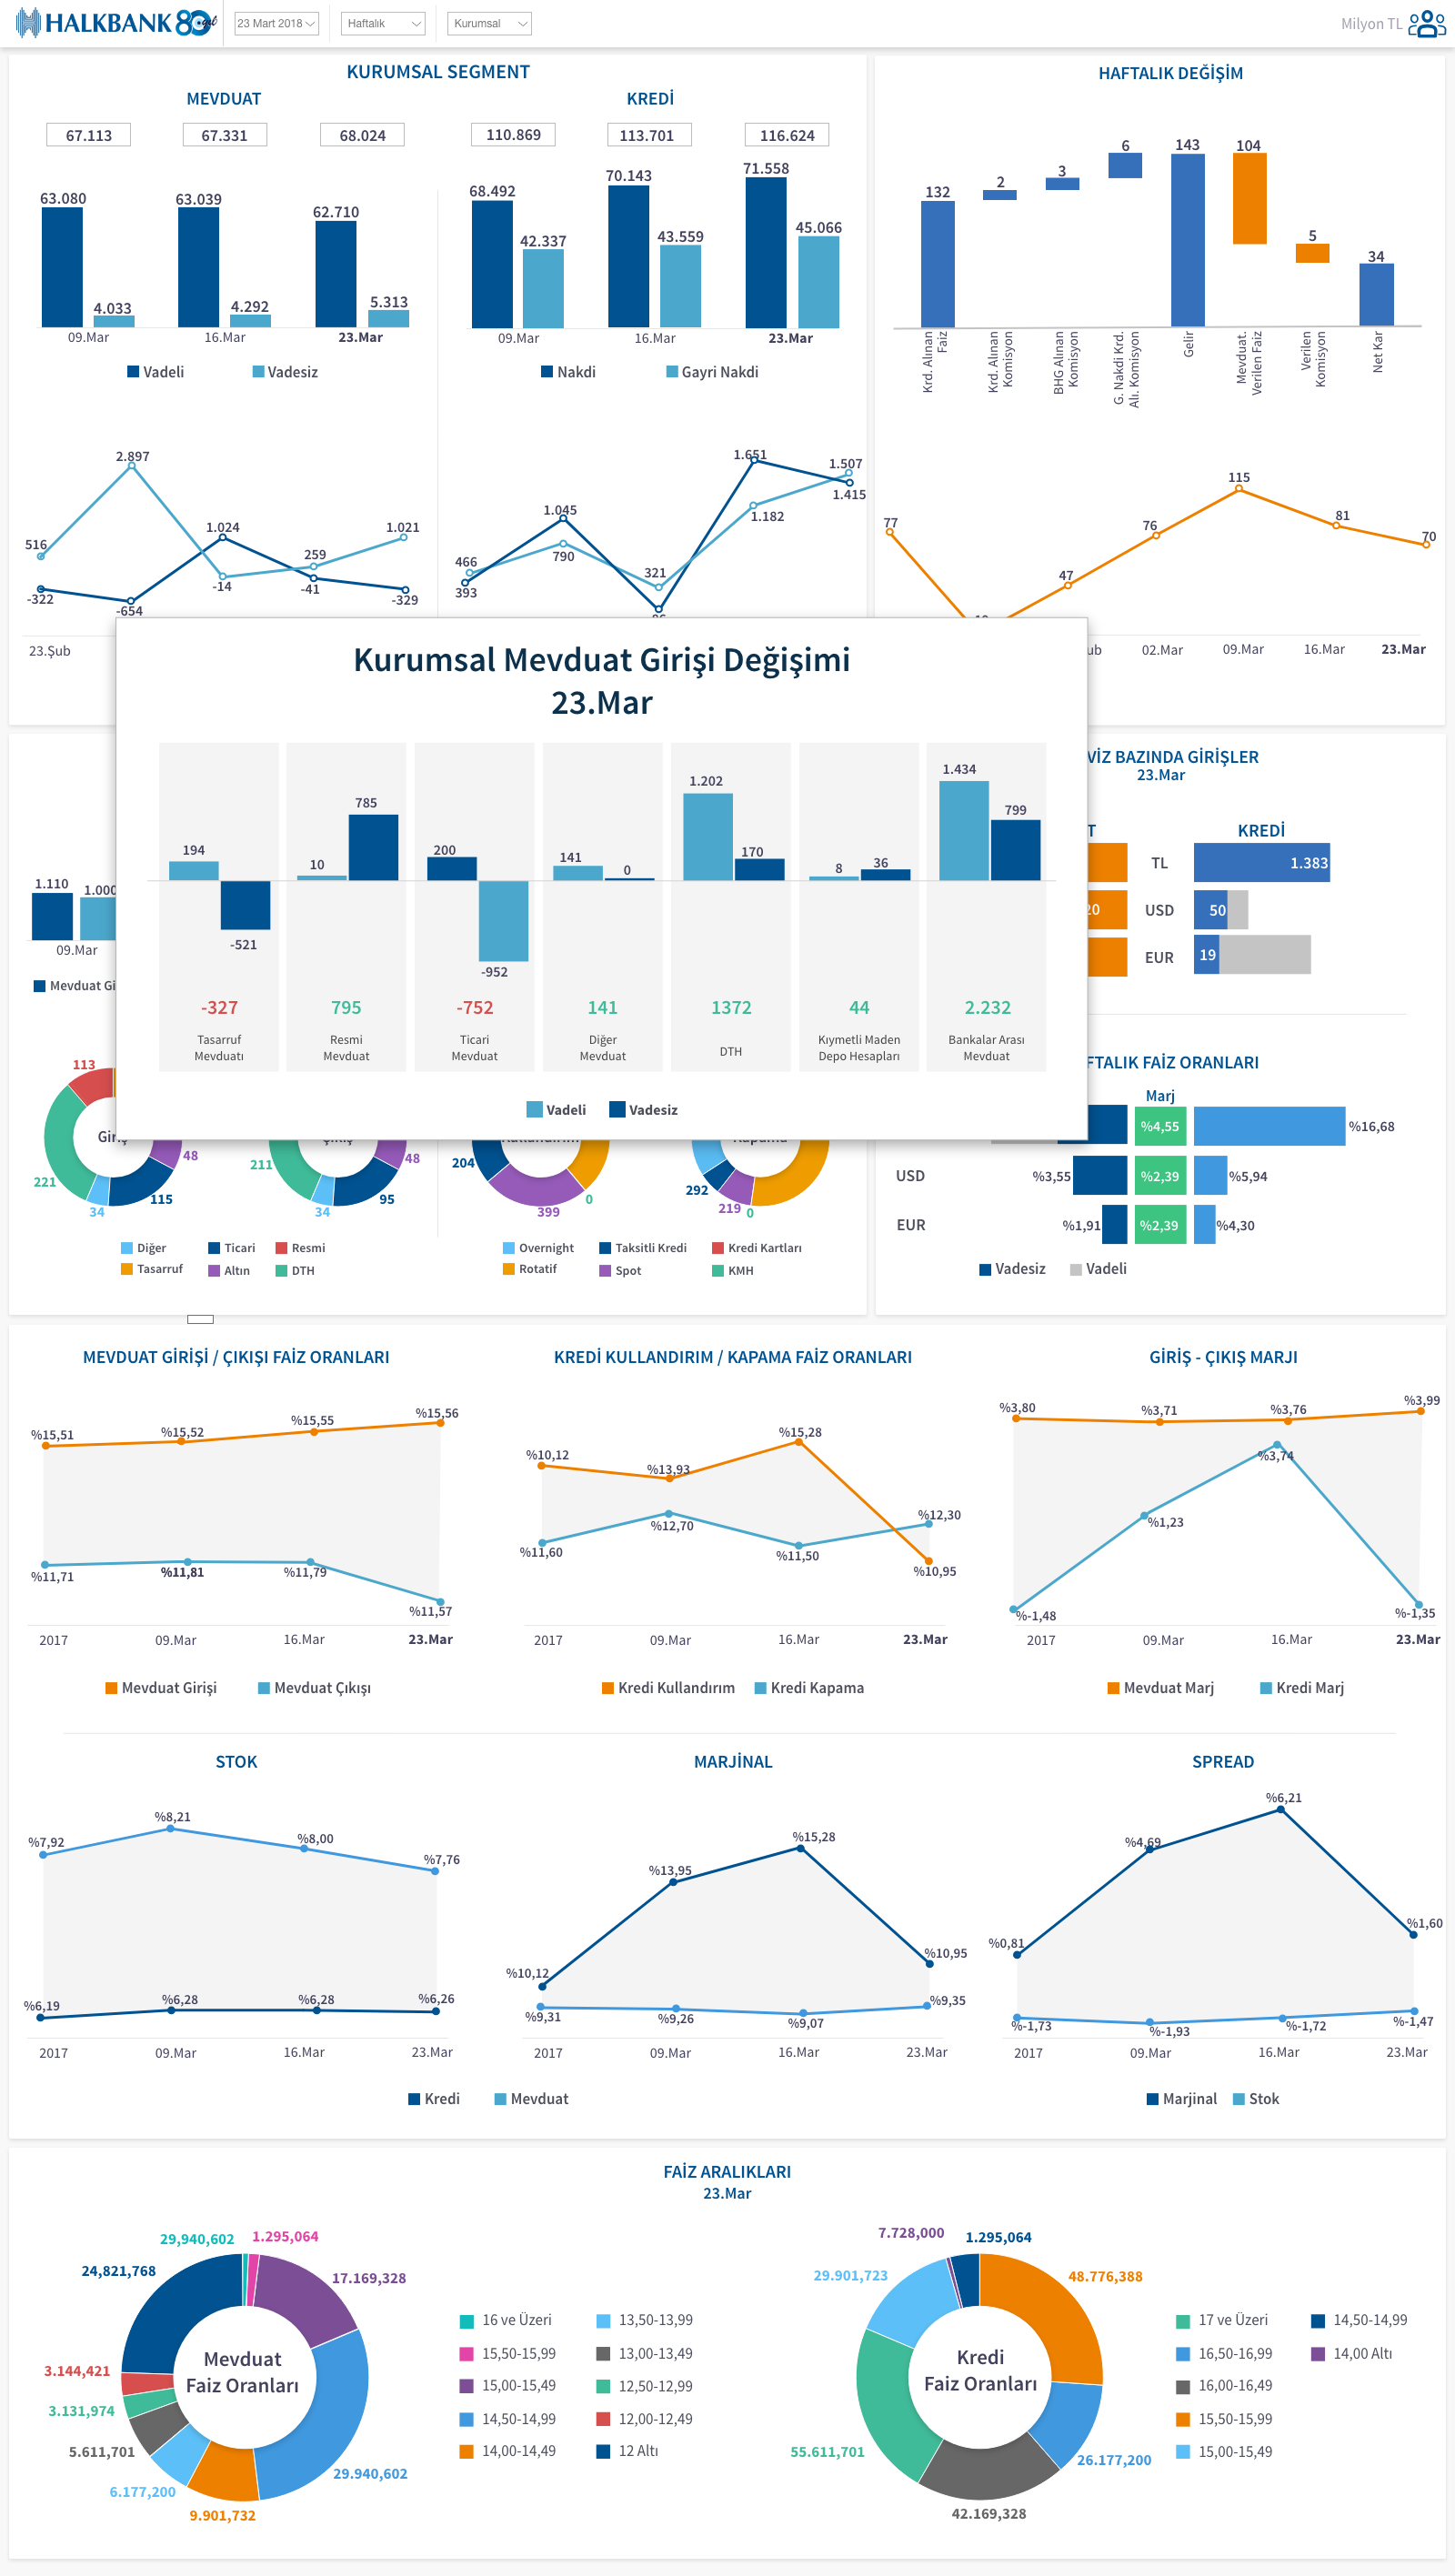 HALKBANK 80.yıl
23 Mart 2018
Haftalık
Kurumsal
Milyon TL
KURUMSAL SEGMENT
MEVDUAT
KREDİ
67.113
67.331
68.024
110.869
113.701
116.624
63.080
4.033
63.039
4.292
62.710
5.313
09.Mar
16.Mar
23.Mar
Vadeli
Vadesiz
68.492
42.337
70.143
43.559
71.558
45.066
09.Mar
16.Mar
23.Mar
Nakdi
Gayri Nakdi
HAFTALIK DEĞİŞİM
132
2
3
6
143
104
5
34
Krd. Alınan
Faiz
Krd. Alınan
Komisyon
BHG Alınan
Komisyon
G. Nakdi Krd.
Alı. Komisyon
Gelir
Mevduat.
Verilen Faiz
Verilen
Komisyon
Net Kar
516
2.897
1.024
259
1.021
-322
-654
-14
-41
-329
23.Şub
466
393
1.045
790
321
1.651
1.182
1.507
1.415
77
47
76
115
81
70
02.Mar
09.Mar
16.Mar
23.Mar
Kurumsal Mevduat Girişi Değişimi
23.Mar
194
-521
10
785
200
-952
141
0
1.202
170
8
36
1.434
799
-327
795
-752
141
1372
44
2.232
Tasarruf
Mevduatı
Resmi
Mevduat
Ticari
Mevduat
Diğer
Mevduat
DTH
Kıymetli Maden
Depo Hesapları
Bankalar Arası
Mevduat
Vadeli
Vadesiz
1.110
1.000
09.Mar
Mevduat Gi
VİZ BAZINDA GİRİŞLER
23.Mar
T
KREDİ
TL
1.383
20
USD
50
EUR
19
113
221
34
115
48
211
34
95
48
Diğer
Ticari
Resmi
Tasarruf
Altın
DTH
204
399
0
292
219
0
Overnight
Taksitli Kredi
Kredi Kartları
Rotatif
Spot
KMH
FTALIK FAİZ ORANLARI
Marj
%4,55
%16,68
USD
%3,55
%2,39
%5,94
EUR
%1,91
%2,39
%4,30
Vadesiz
Vadeli
MEVDUAT GİRİŞİ / ÇIKIŞI FAİZ ORANLARI
%15,51
%15,52
%15,55
%15,56
%11,71
%11,81
%11,79
%11,57
2017
09.Mar
16.Mar
23.Mar
Mevduat Girişi
Mevduat Çıkışı
KREDİ KULLANDIRIM / KAPAMA FAİZ ORANLARI
%10,12
%13,93
%15,28
%12,30
%11,60
%12,70
%11,50
%10,95
2017
09.Mar
16.Mar
23.Mar
Kredi Kullandırım
Kredi Kapama
GİRİŞ - ÇIKIŞ MARJI
%3,80
%3,71
%3,76
%3,99
%-1,48
%1,23
%3,74
%-1,35
2017
09.Mar
16.Mar
23.Mar
Mevduat Marj
Kredi Marj
STOK
%7,92
%8,21
%8,00
%7,76
%6,19
%6,28
%6,28
%6,26
2017
09.Mar
16.Mar
23.Mar
MARJİNAL
%10,12
%13,95
%15,28
%10,95
%9,31
%9,26
%9,07
%9,35
2017
09.Mar
16.Mar
23.Mar
Kredi
Mevduat
SPREAD
%0,81
%4,69
%6,21
%1,60
%-1,73
%-1,93
%-1,72
%-1,47
2017
09.Mar
16.Mar
23.Mar
Marjinal
Stok
FAİZ ARALIKLARI
23.Mar
29,940,602
1.295,064
24,821,768
17.169,328
3.144,421
3.131,974
5.611,701
6.177,200
9.901,732
29.940,602
Mevduat
Faiz Oranları
16 ve Üzeri
15,50-15,99
15,00-15,49
14,50-14,99
14,00-14,49
13,50-13,99
13,00-13,49
12,50-12,99
12,00-12,49
12 Altı
7.728,000
1.295,064
29.901,723
48.776,388
55.611,701
26.177,200
42.169,328
Kredi
Faiz Oranları
17 ve Üzeri
16,50-16,99
16,00-16,49
15,50-15,99
15,00-15,49
14,50-14,99
14,00 Altı